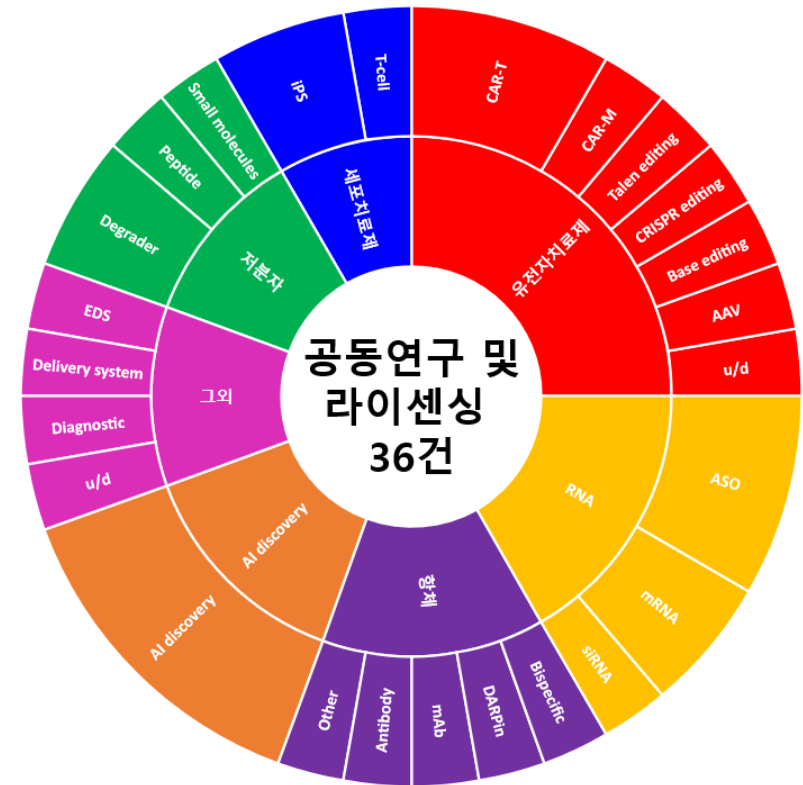 공동연구 및
라이센싱
36건
유전자치료제
CAR-T
CAR-M
Talen editing
CRISPR editing
Base editing
AAV
u/d
RNA
ASO
mRNA
siRNA
항체
Bispecific
DARPin
mAb
Antibody
Other
AI discovery
AI discovery
그외
u/d
Diagnostic
Delivery system
EDS
저분자
Degrader
Peptide
Small molecules
세포치료제
iPS
T-cell